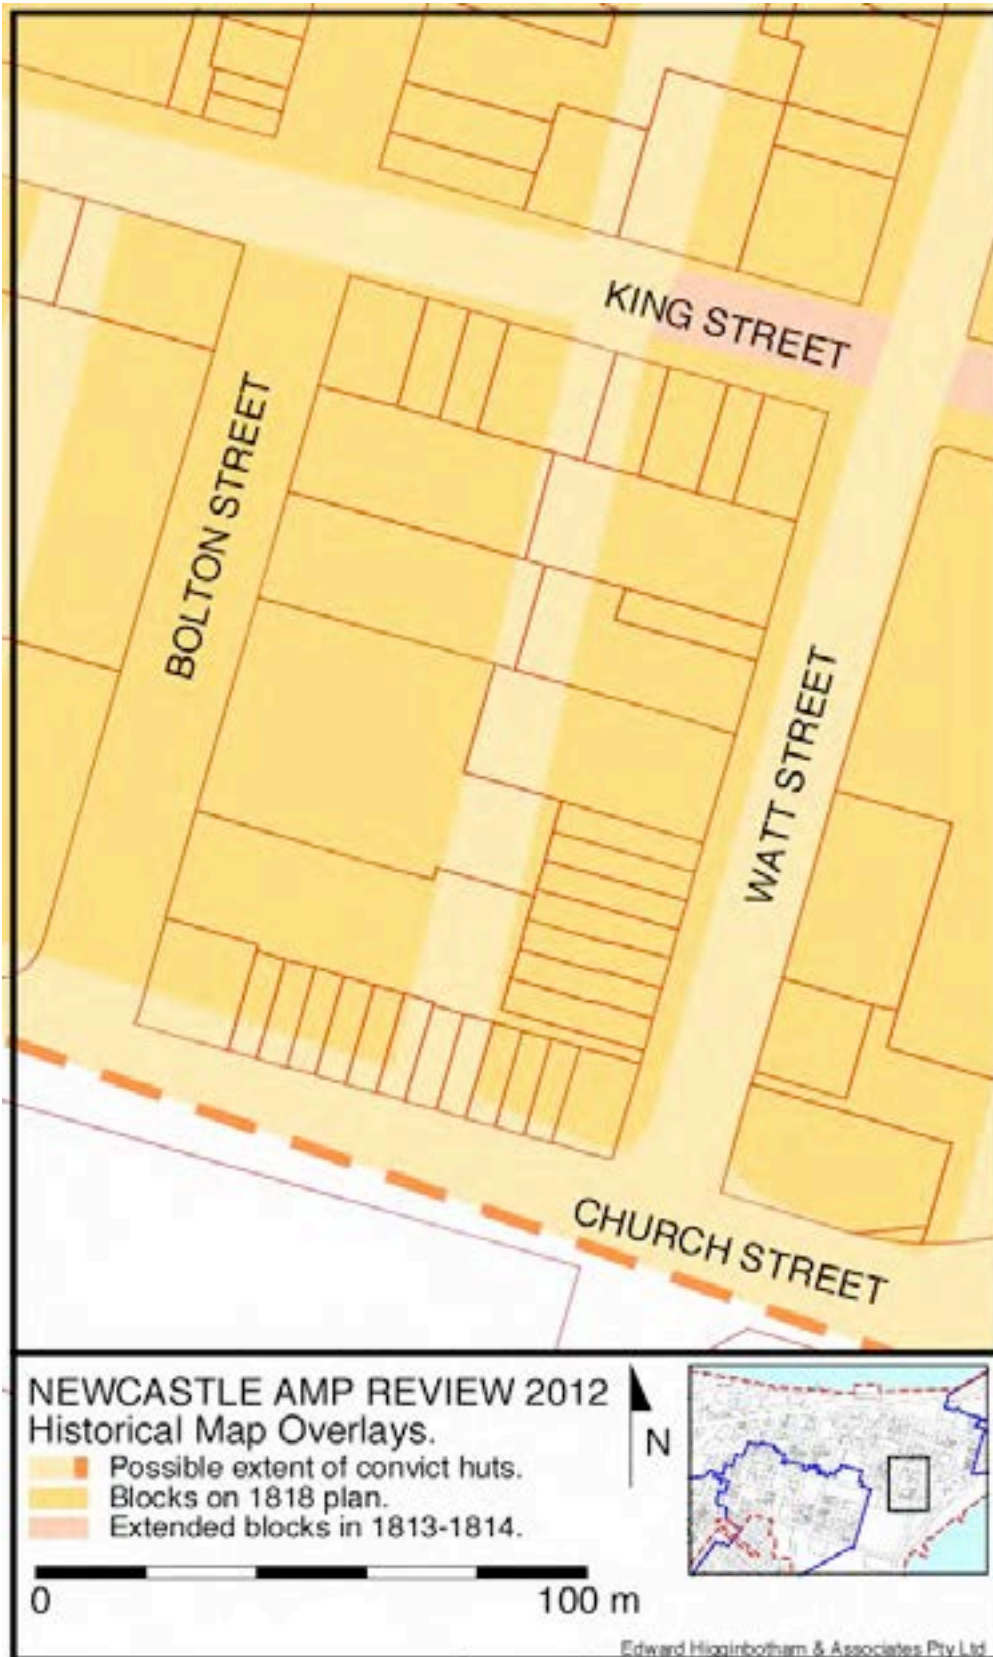 KING STREET
BOLTON STREET
WATT STREET
CHURCH STREET
NEWCASTLE AMP REVIEW 2012
Historical Map Overlays.
Possible extent of convict huts.
Blocks on 1818 plan.
Extended blocks in 1813-1814.
N
0 100 m
Edward Higginbotham & Associates Pty Ltd